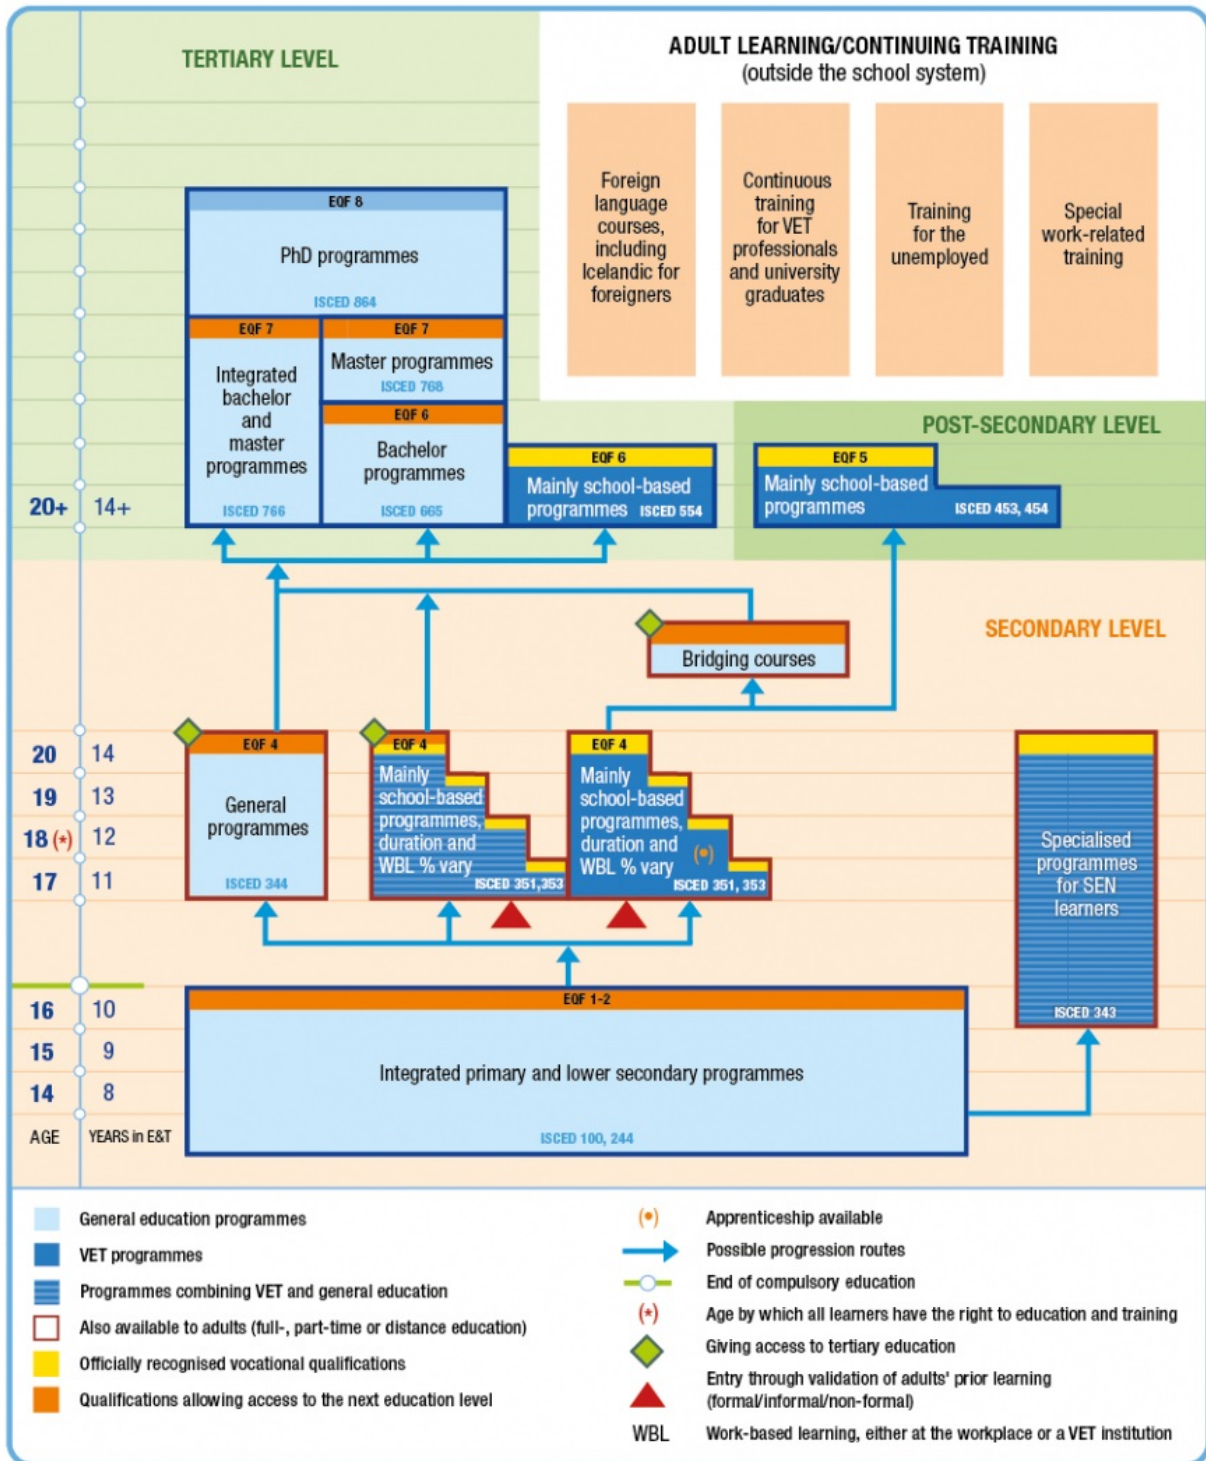 TERTIARY LEVEL
ADULT LEARNING/CONTINUING TRAINING
(outside the school system)
Foreign
language
courses,
including
Icelandic for
foreigners
Continuous
training
for VET
professionals
and university
graduates
Training
for the
unemployed
Special
work-related
training
EQF 8
PhD programmes
ISCED 864
EQF 7
Integrated
bachelor
and
master
programmes
ISCED 766
EQF 7
Master programmes
ISCED 768
EQF 6
Bachelor
programmes
ISCED 665
EQF 6
Mainly school-based
programmes ISCED 554
POST-SECONDARY LEVEL
EQF 5
Mainly school-based
programmes ISCED 453, 454
20+ 14+
SECONDARY LEVEL
Bridging courses
20 14
19 13
18 (*) 12
17 11
EQF 4
General
programmes
ISCED 344
EQF 4
Mainly
school-based
programmes,
duration and
WBL % vary
ISCED 351,353
EQF 4
Mainly
school-based
programmes,
duration and
WBL % vary
(•)
ISCED 351, 353
Specialised
programmes
for SEN
learners
ISCED 343
16 10
15 9
14 8
AGE YEARS in E&T
EQF 1-2
Integrated primary and lower secondary programmes
ISCED 100, 244
General education programmes
VET programmes
Programmes combining VET and general education
Also available to adults (full-, part-time or distance education)
Officially recognised vocational qualifications
Qualifications allowing access to the next education level
(•) Apprenticeship available
Possible progression routes
End of compulsory education
(*) Age by which all learners have the right to education and training
Giving access to tertiary education
Entry through validation of adults' prior learning
(formal/informal/non-formal)
WBL Work-based learning, either at the workplace or a VET institution